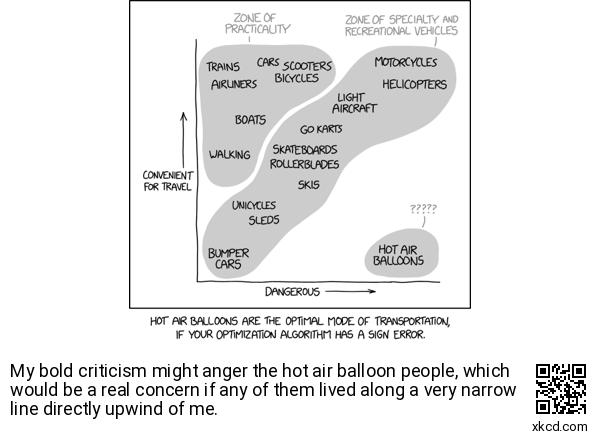 ZONE OF
PRACTICALITY
ZONE OF SPECIALTY AND
RECREATIONAL VEHICLES
TRAINS
CARS
SCOOTERS
BICYCLES
AIRLINERS
BOATS
WALKING
MOTORCYCLES
HELICOPTERS
LIGHT
AIRCRAFT
GO KARTS
SKATEBOARDS
ROLLERBLADES
SKIS
UNICYCLES
SLEDS
BUMPER
CARS
?????
HOT AIR
BALLOONS
CONVENIENT
FOR TRAVEL
DANGEROUS
HOT AIR BALLOONS ARE THE OPTIMAL MODE OF TRANSPORTATION,
IF YOUR OPTIMIZATION ALGORITHM HAS A SIGN ERROR.
My bold criticism might anger the hot air balloon people, which
would be a real concern if any of them lived along a very narrow
line directly upwind of me.
xkcd.com